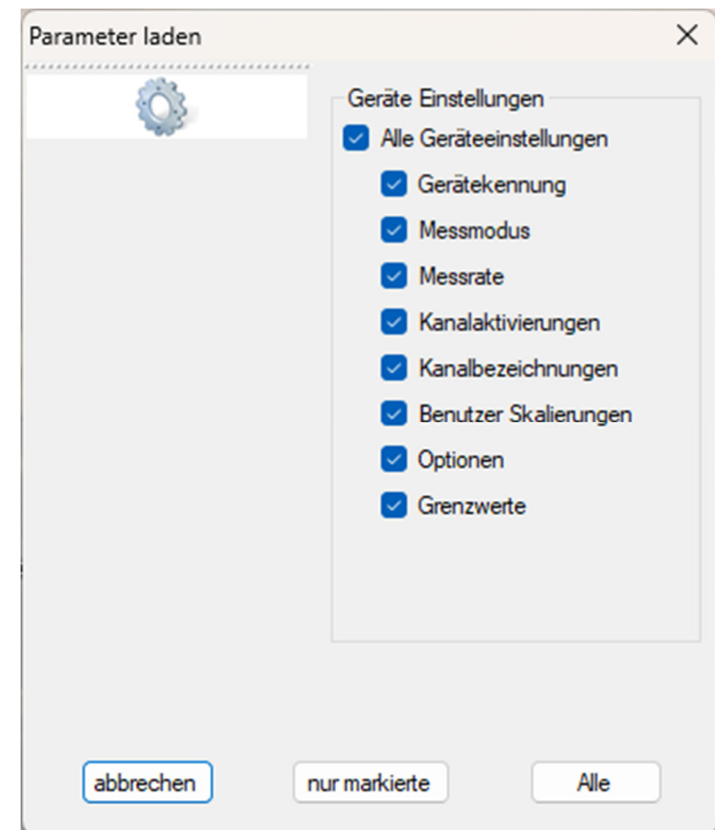 Parameter laden
Geräte Einstellungen
Alle Geräteeinstellungen
Gerätekennung
Messmodus
Messrate
Kanalaktivierungen
Kanalbezeichnungen
Benutzer Skalierungen
Optionen
Grenzwerte
abbrechen
nur markierte
Alle